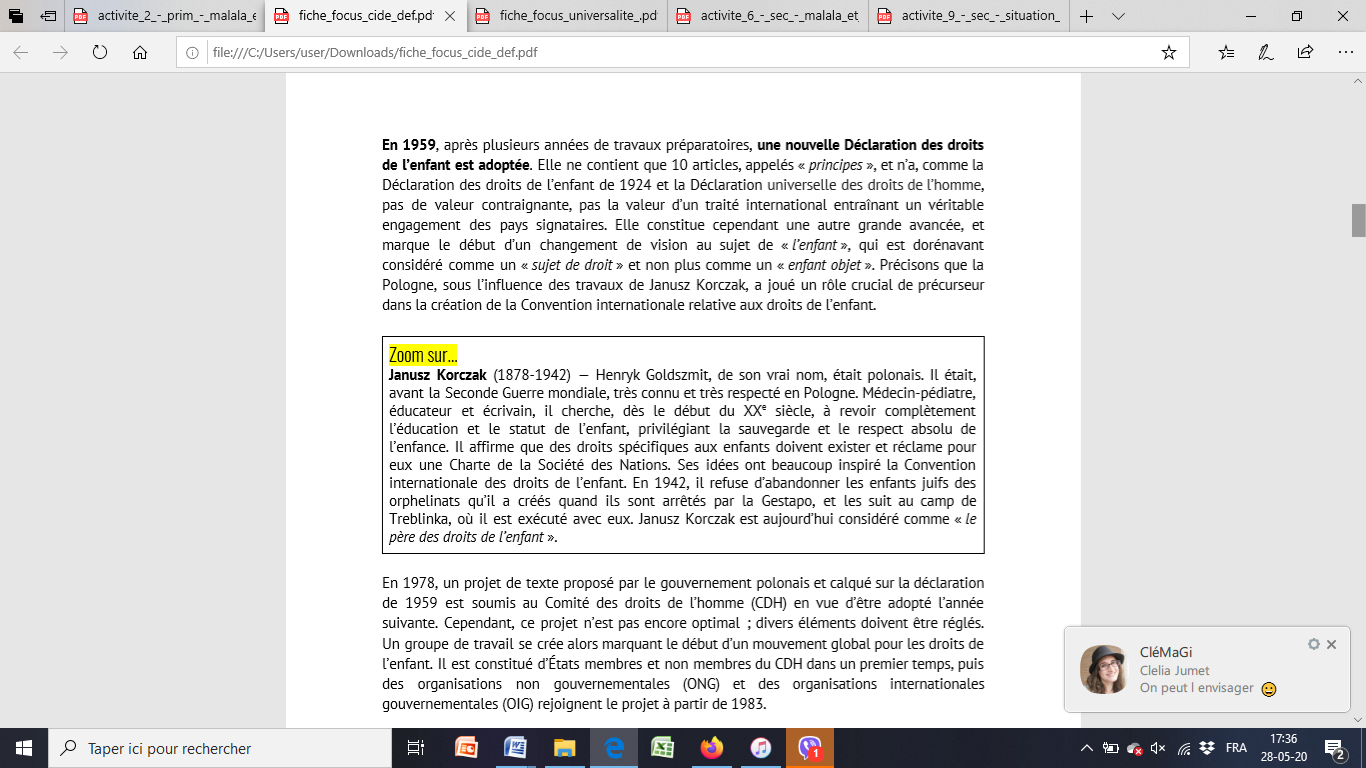 activite_2_-_prim_-_malala_e
fiche_focus_cide_def.pdf
fiche_focus_universalite_.pd
activite_6_-_sec_-_malala_et
activite_9_-_sec_-_situation_
file:///C:/Users/user/Downloads/fiche_focus_cide_def.pdf
En 1959, après plusieurs années de travaux préparatoires, une nouvelle Déclaration des droits
de l’enfant est adoptée. Elle ne contient que 10 articles, appelés « principes », et n’a, comme la
Déclaration des droits de l’enfant de 1924 et la Déclaration universelle des droits de l’homme,
pas de valeur contraignante, pas la valeur d’un traité international entraînant un véritable
engagement des pays signataires. Elle constitue cependant une autre grande avancée, et
marque le début d’un changement de vision au sujet de « l’enfant », qui est dorénavant
considéré comme un « sujet de droit » et non plus comme un « enfant objet ». Précisons que la
Pologne, sous l’influence des travaux de Janusz Korczak, a joué un rôle crucial de précurseur
dans la création de la Convention internationale relative aux droits de l’enfant.
Zoom sur…
Janusz Korczak (1878-1942) — Henryk Goldszmit, de son vrai nom, était polonais. Il était,
avant la Seconde Guerre mondiale, très connu et très respecté en Pologne. Médecin-pédiatre,
éducateur et écrivain, il cherche, dès le début du XXe siècle, à revoir complètement
l’éducation et le statut de l’enfant, privilégiant la sauvegarde et le respect absolu de
l’enfance. Il affirme que des droits spécifiques aux enfants doivent exister et réclame pour
eux une Charte de la Société des Nations. Ses idées ont beaucoup inspiré la Convention
internationale des droits de l’enfant. En 1942, il refuse d’abandonner les enfants juifs des
orphelinats qu’il a créés quand ils sont arrêtés par la Gestapo, et les suit au camp de
Treblinka, où il est exécuté avec eux. Janusz Korczak est aujourd’hui considéré comme « le
père des droits de l’enfant ».
En 1978, un projet de texte proposé par le gouvernement polonais et calqué sur la déclaration
de 1959 est soumis au Comité des droits de l’homme (CDH) en vue d’être adopté l’année
suivante. Cependant, ce projet n’est pas encore optimal ; divers éléments doivent être réglés.
Un groupe de travail se crée alors marquant le début d’un mouvement global pour les droits de
l’enfant. Il est constitué d’États membres et non membres du CDH dans un premier temps, puis
des organisations non gouvernementales (ONG) et des organisations internationales
gouvernementales (OIG) rejoignent le projet à partir de 1983.
CléMaGi
Clelia Jumet
On peut l envisager
Taper ici pour rechercher
1
FRA
17:36
28-05-20
2